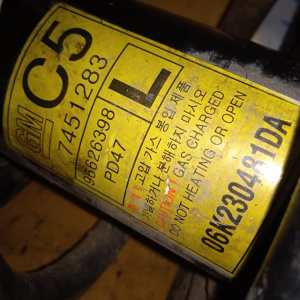 GM
C5
7451283
96026398
PD47
L
고압 가스 봉입 제품
가열하거나 분해하지 마시오
GAS CHARGED
DO NOT HEATING OR OPEN
06K230481DA